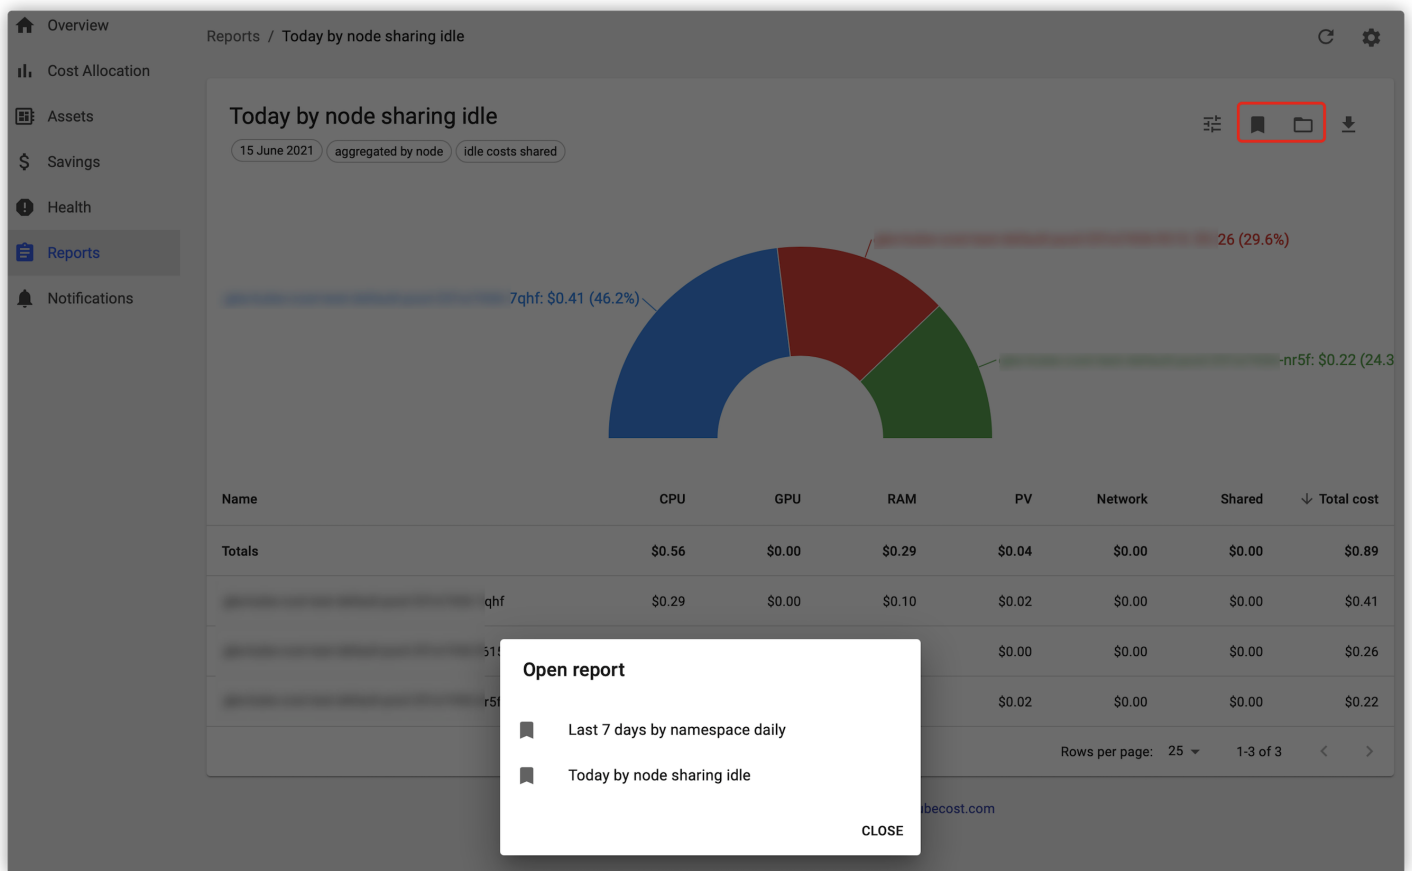 Overview
Cost Allocation
Assets
Savings
Health
Reports
Notifications
Reports / Today by node sharing idle
Today by node sharing idle
15 June 2021 aggregated by node idle costs shared
26 (29.6%)
7qhf: $0.41 (46.2%)
-nr5f: $0.22 (24.3
Name CPU GPU RAM PV Network Shared Total cost
Totals $0.56 $0.00 $0.29 $0.04 $0.00 $0.00 $0.89
qhf $0.29 $0.00 $0.10 $0.02 $0.00 $0.00 $0.41
615 $0.00 $0.00 $0.00 $0.26
r5f $0.02 $0.00 $0.00 $0.22
Rows per page: 25 1-3 of 3
Open report
Last 7 days by namespace daily
Today by node sharing idle
CLOSE
ubecost.com